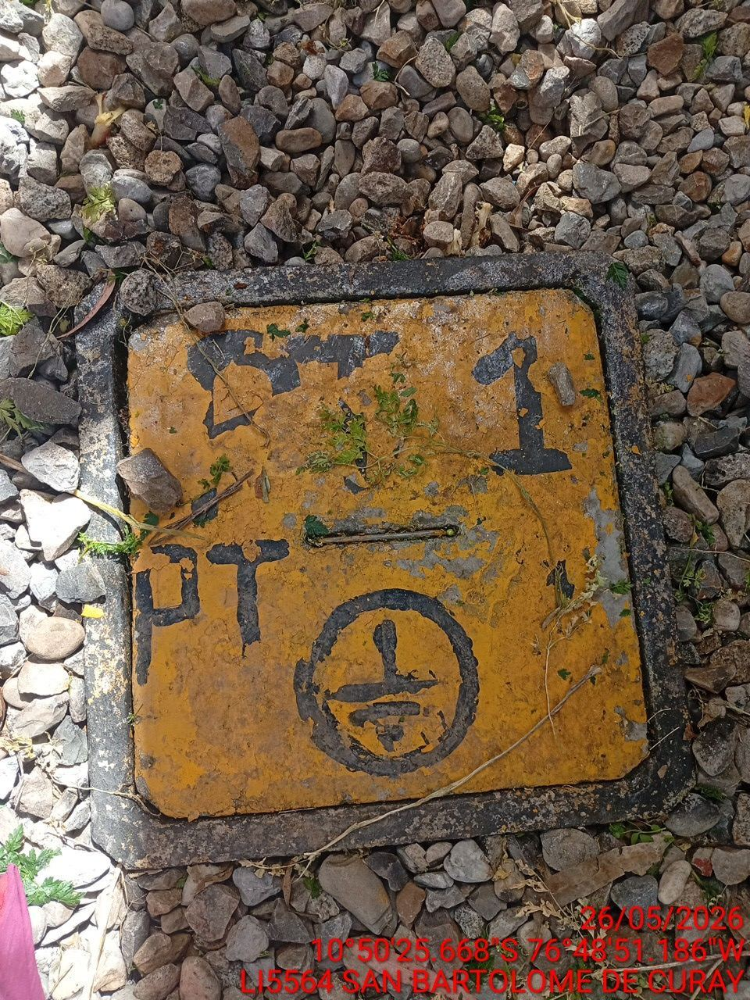 1
PT
26/05/2026
10°50'25.668"S 76°48'51.186"W
LI5564 SAN BARTOLOME DE CURAY